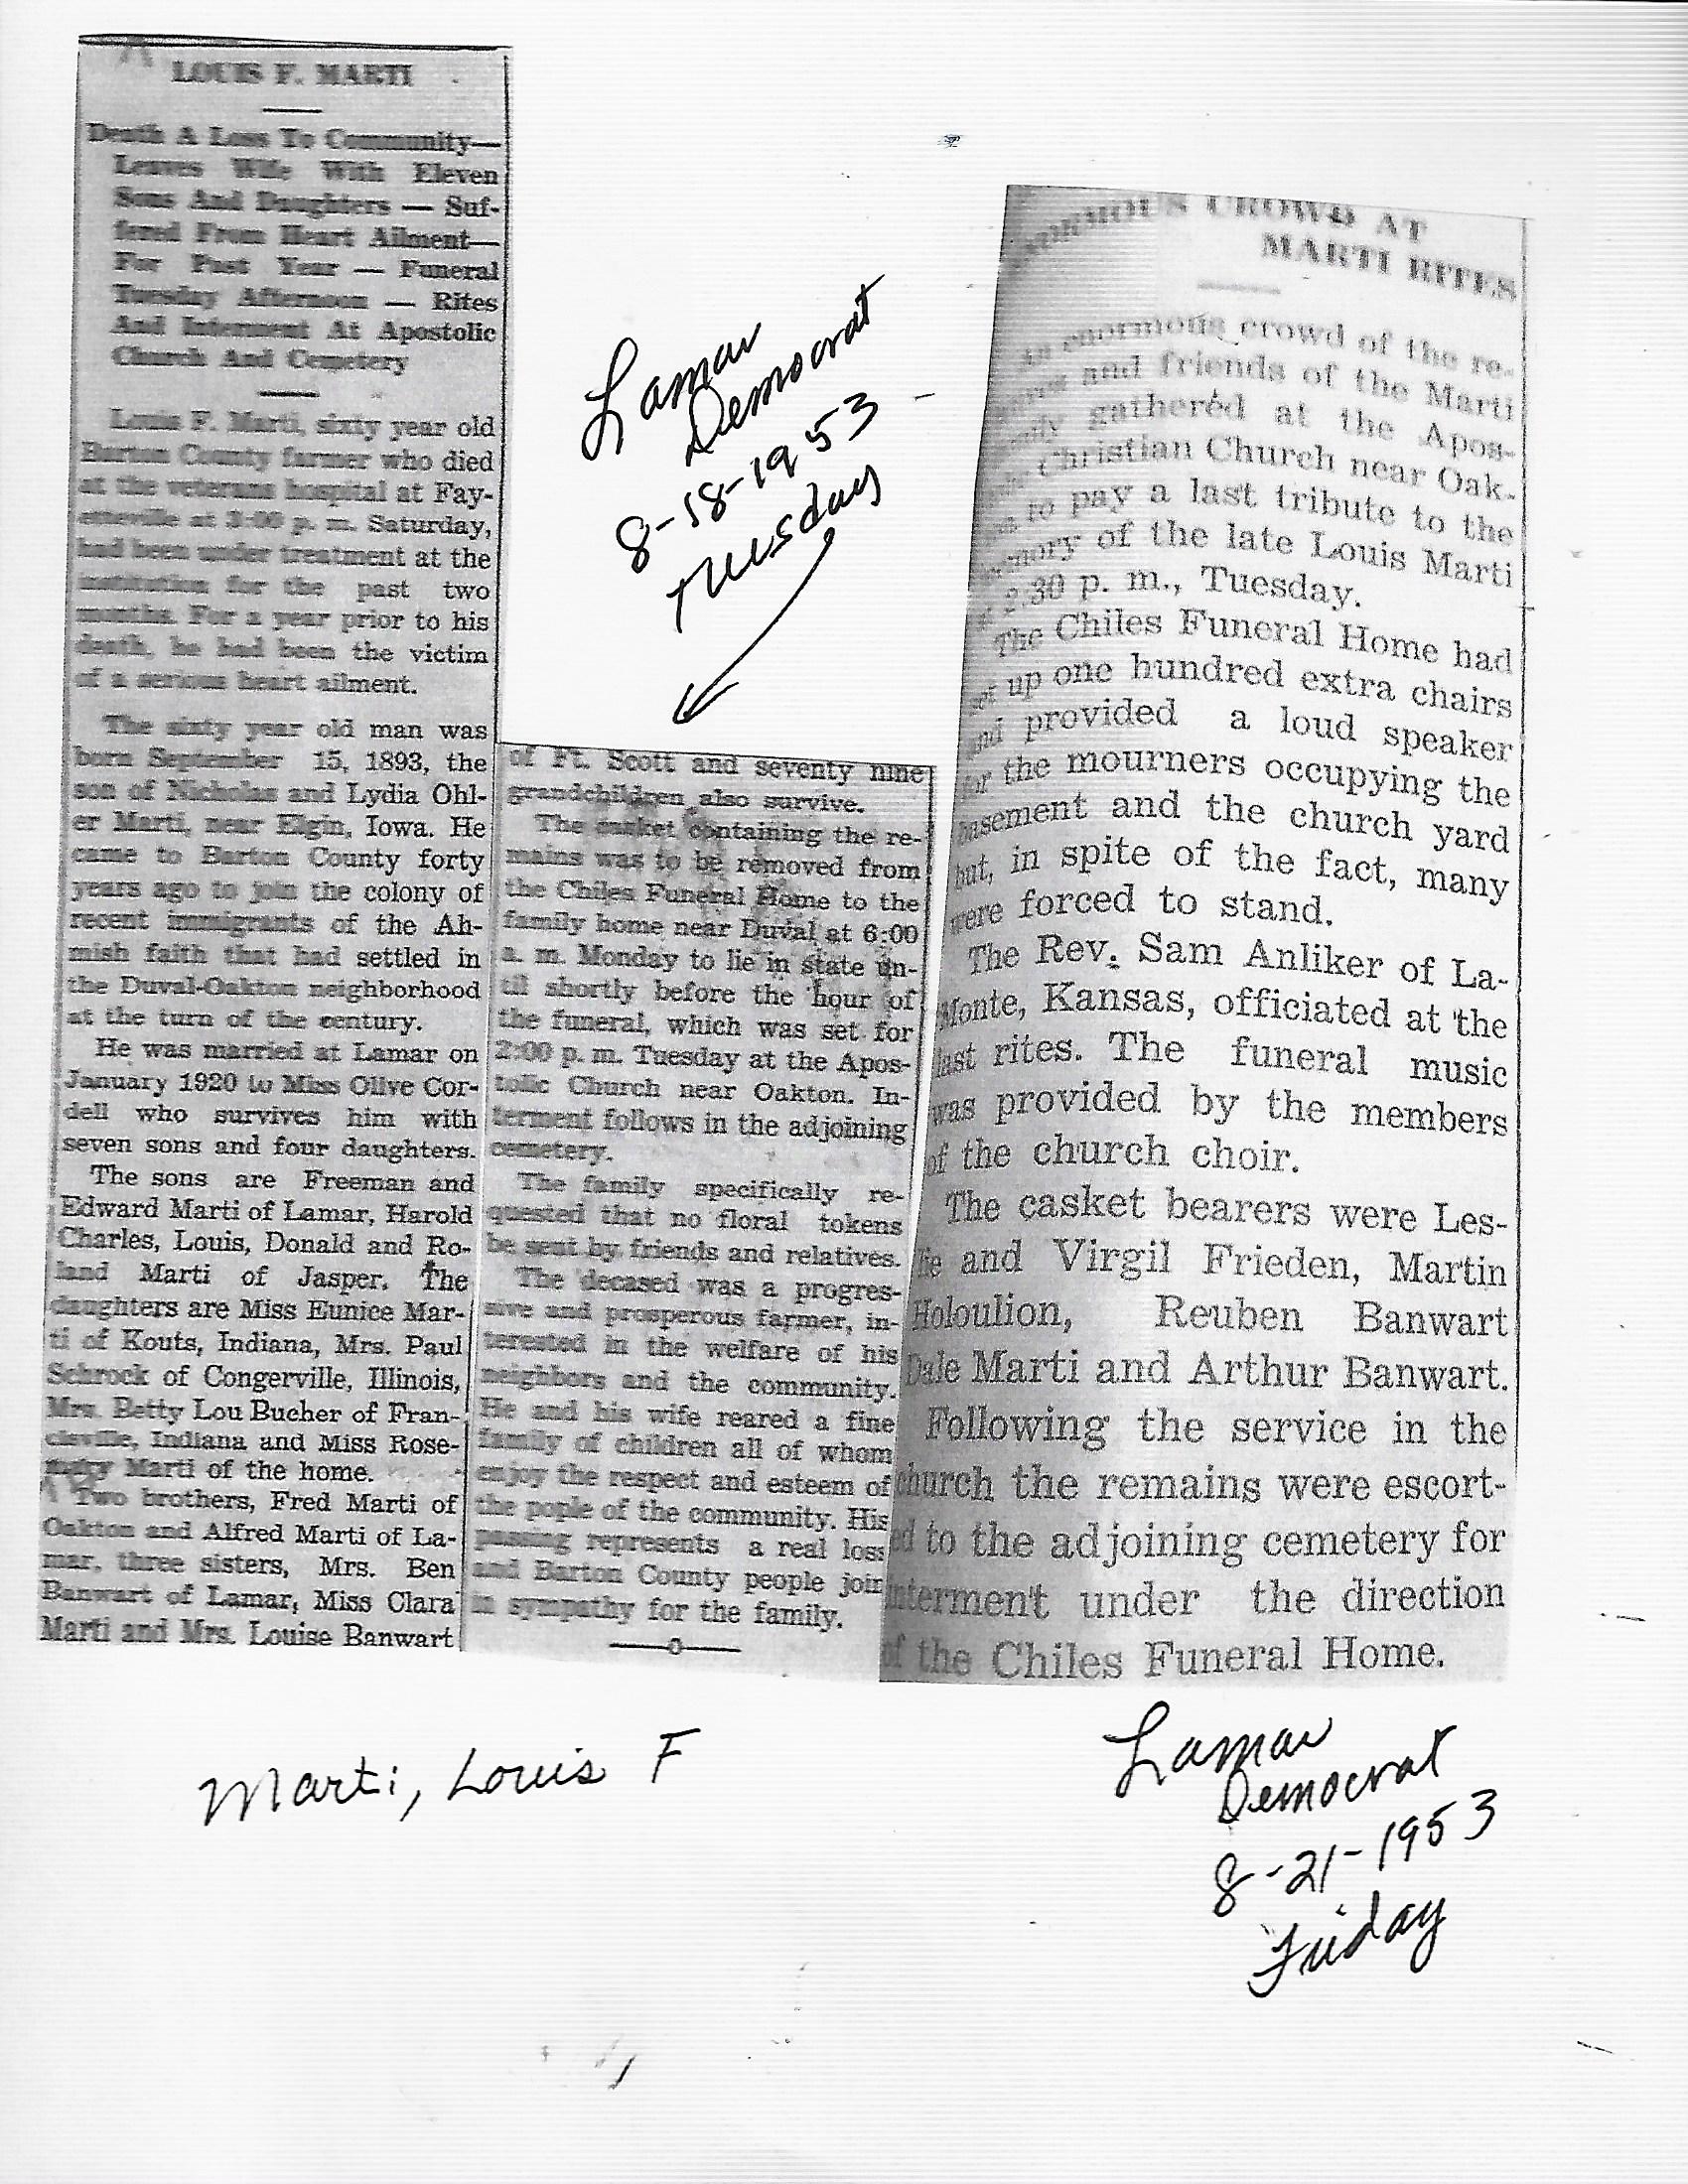 LOUIS F. MARTI
Death A Loss To Community—
Leaves Wife With Eleven
Sons And Daughters — Suf-
fered From Heart Ailment—
For Past Year — Funeral
Tuesday Afternoon — Rites
And Interment At Apostolic
Church And Cemetery
Louis F. Marti, sixty year old
Barton County farmer who died
at the veterans hospital at Fay-
etteville at 3:00 p. m. Saturday,
had been under treatment at the
institution for the past two
months. For a year prior to his
death, he had been the victim
of a serious heart ailment.
The sixty year old man was
born September 15, 1893, the
son of Nicholas and Lydia Ohl-
er Marti, near Elgin, Iowa. He
came to Barton County forty
years ago to join the colony of
recent immigrants of the Ah-
mish faith that had settled in
the Duval-Oakton neighborhood
at the turn of the century.
He was married at Lamar on
January 1920 to Miss Olive Cor-
dell who survives him with
seven sons and four daughters.
The sons are Freeman and
Edward Marti of Lamar, Harold
Charles, Louis, Donald and Ro-
land Marti of Jasper. The
daughters are Miss Eunice Mar-
ti of Kouts, Indiana, Mrs. Paul
Schrock of Congerville, Illinois,
Mrs. Betty Lou Bucher of Fran-
cisville, Indiana and Miss Rose-
mary Marti of the home.
Two brothers, Fred Marti of
Oakton and Alfred Marti of La-
mar, three sisters, Mrs. Ben
Banwart of Lamar, Miss Clara
Marti and Mrs. Louise Banwart
Lamar
Democrat
8-18-1953
Tuesday
of Ft. Scott and seventy nine
grandchildren also survive.
The casket containing the re-
mains was to be removed from
the Chiles Funeral Home to the
family home near Duval at 6:00
a. m. Monday to lie in state un-
til shortly before the hour of
the funeral, which was set for
2:00 p. m. Tuesday at the Apos-
tolic Church near Oakton. In-
terment follows in the adjoining
cemetery.
The family specifically re-
quested that no floral tokens
be sent by friends and relatives.
The decased was a progres-
sive and prosperous farmer, in-
terested in the welfare of his
neighbors and the community.
He and his wife reared a fine
family of children all of whom
enjoy the respect and esteem of
the pople of the community. His
passing represents a real loss
and Barton County people join
in sympathy for the family.
CROWD AT
MARTI RITES
An enormous crowd of the re-
and friends of the Marti
gathered at the Apos-
Christian Church near Oak-
to pay a last tribute to the
of the late Louis Marti
2:30 p. m., Tuesday.
The Chiles Funeral Home had
set up one hundred extra chairs
and provided a loud speaker
for the mourners occupying the
basement and the church yard
but, in spite of the fact, many
were forced to stand.
The Rev. Sam Anliker of La-
Monte, Kansas, officiated at the
last rites. The funeral music
was provided by the members
of the church choir.
The casket bearers were Les-
lie and Virgil Frieden, Martin
Holoulion, Reuben Banwart
Dale Marti and Arthur Banwart.
Following the service in the
church the remains were escort-
ed to the adjoining cemetery for
interment under the direction
of the Chiles Funeral Home.
Marti, Louis F
Lamar
Democrat
8-21-1953
Friday